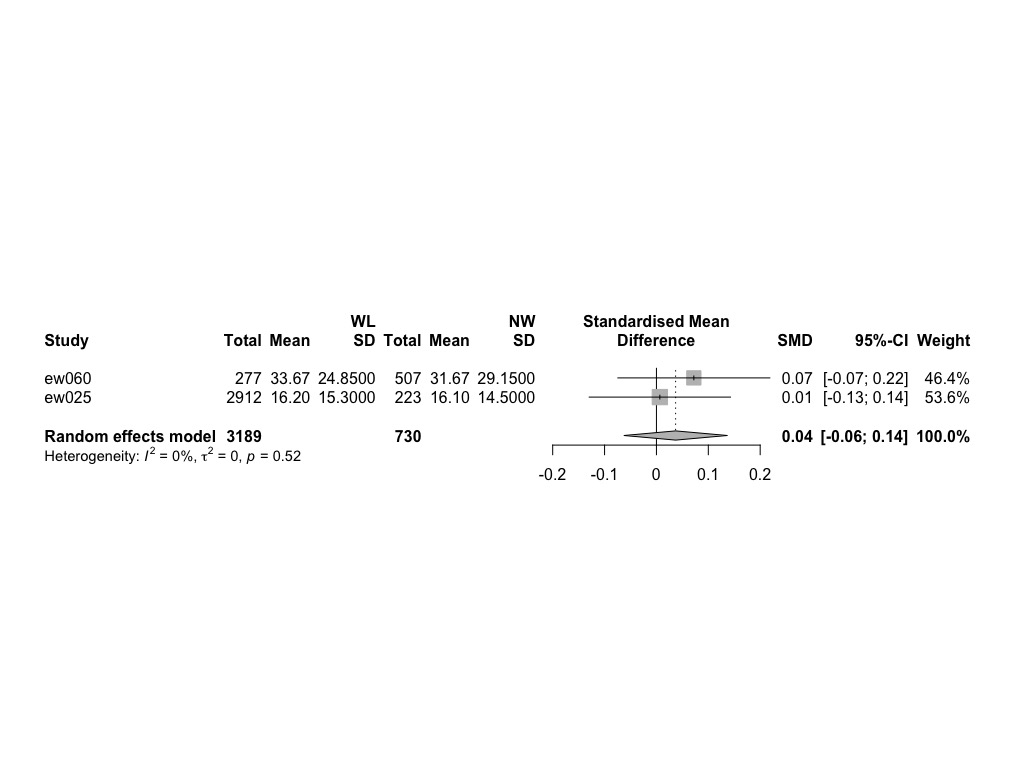 WL NW Standardised Mean
Study Total Mean SD Total Mean SD Difference SMD 95%-CI Weight
ew060 277 33.67 24.8500 507 31.67 29.1500 0.07 [-0.07; 0.22] 46.4%
ew025 2912 16.20 15.3000 223 16.10 14.5000 0.01 [-0.13; 0.14] 53.6%
Random effects model 3189 730 0.04 [-0.06; 0.14] 100.0%
Heterogeneity: I² = 0%, τ² = 0, p = 0.52
-0.2 -0.1 0 0.1 0.2